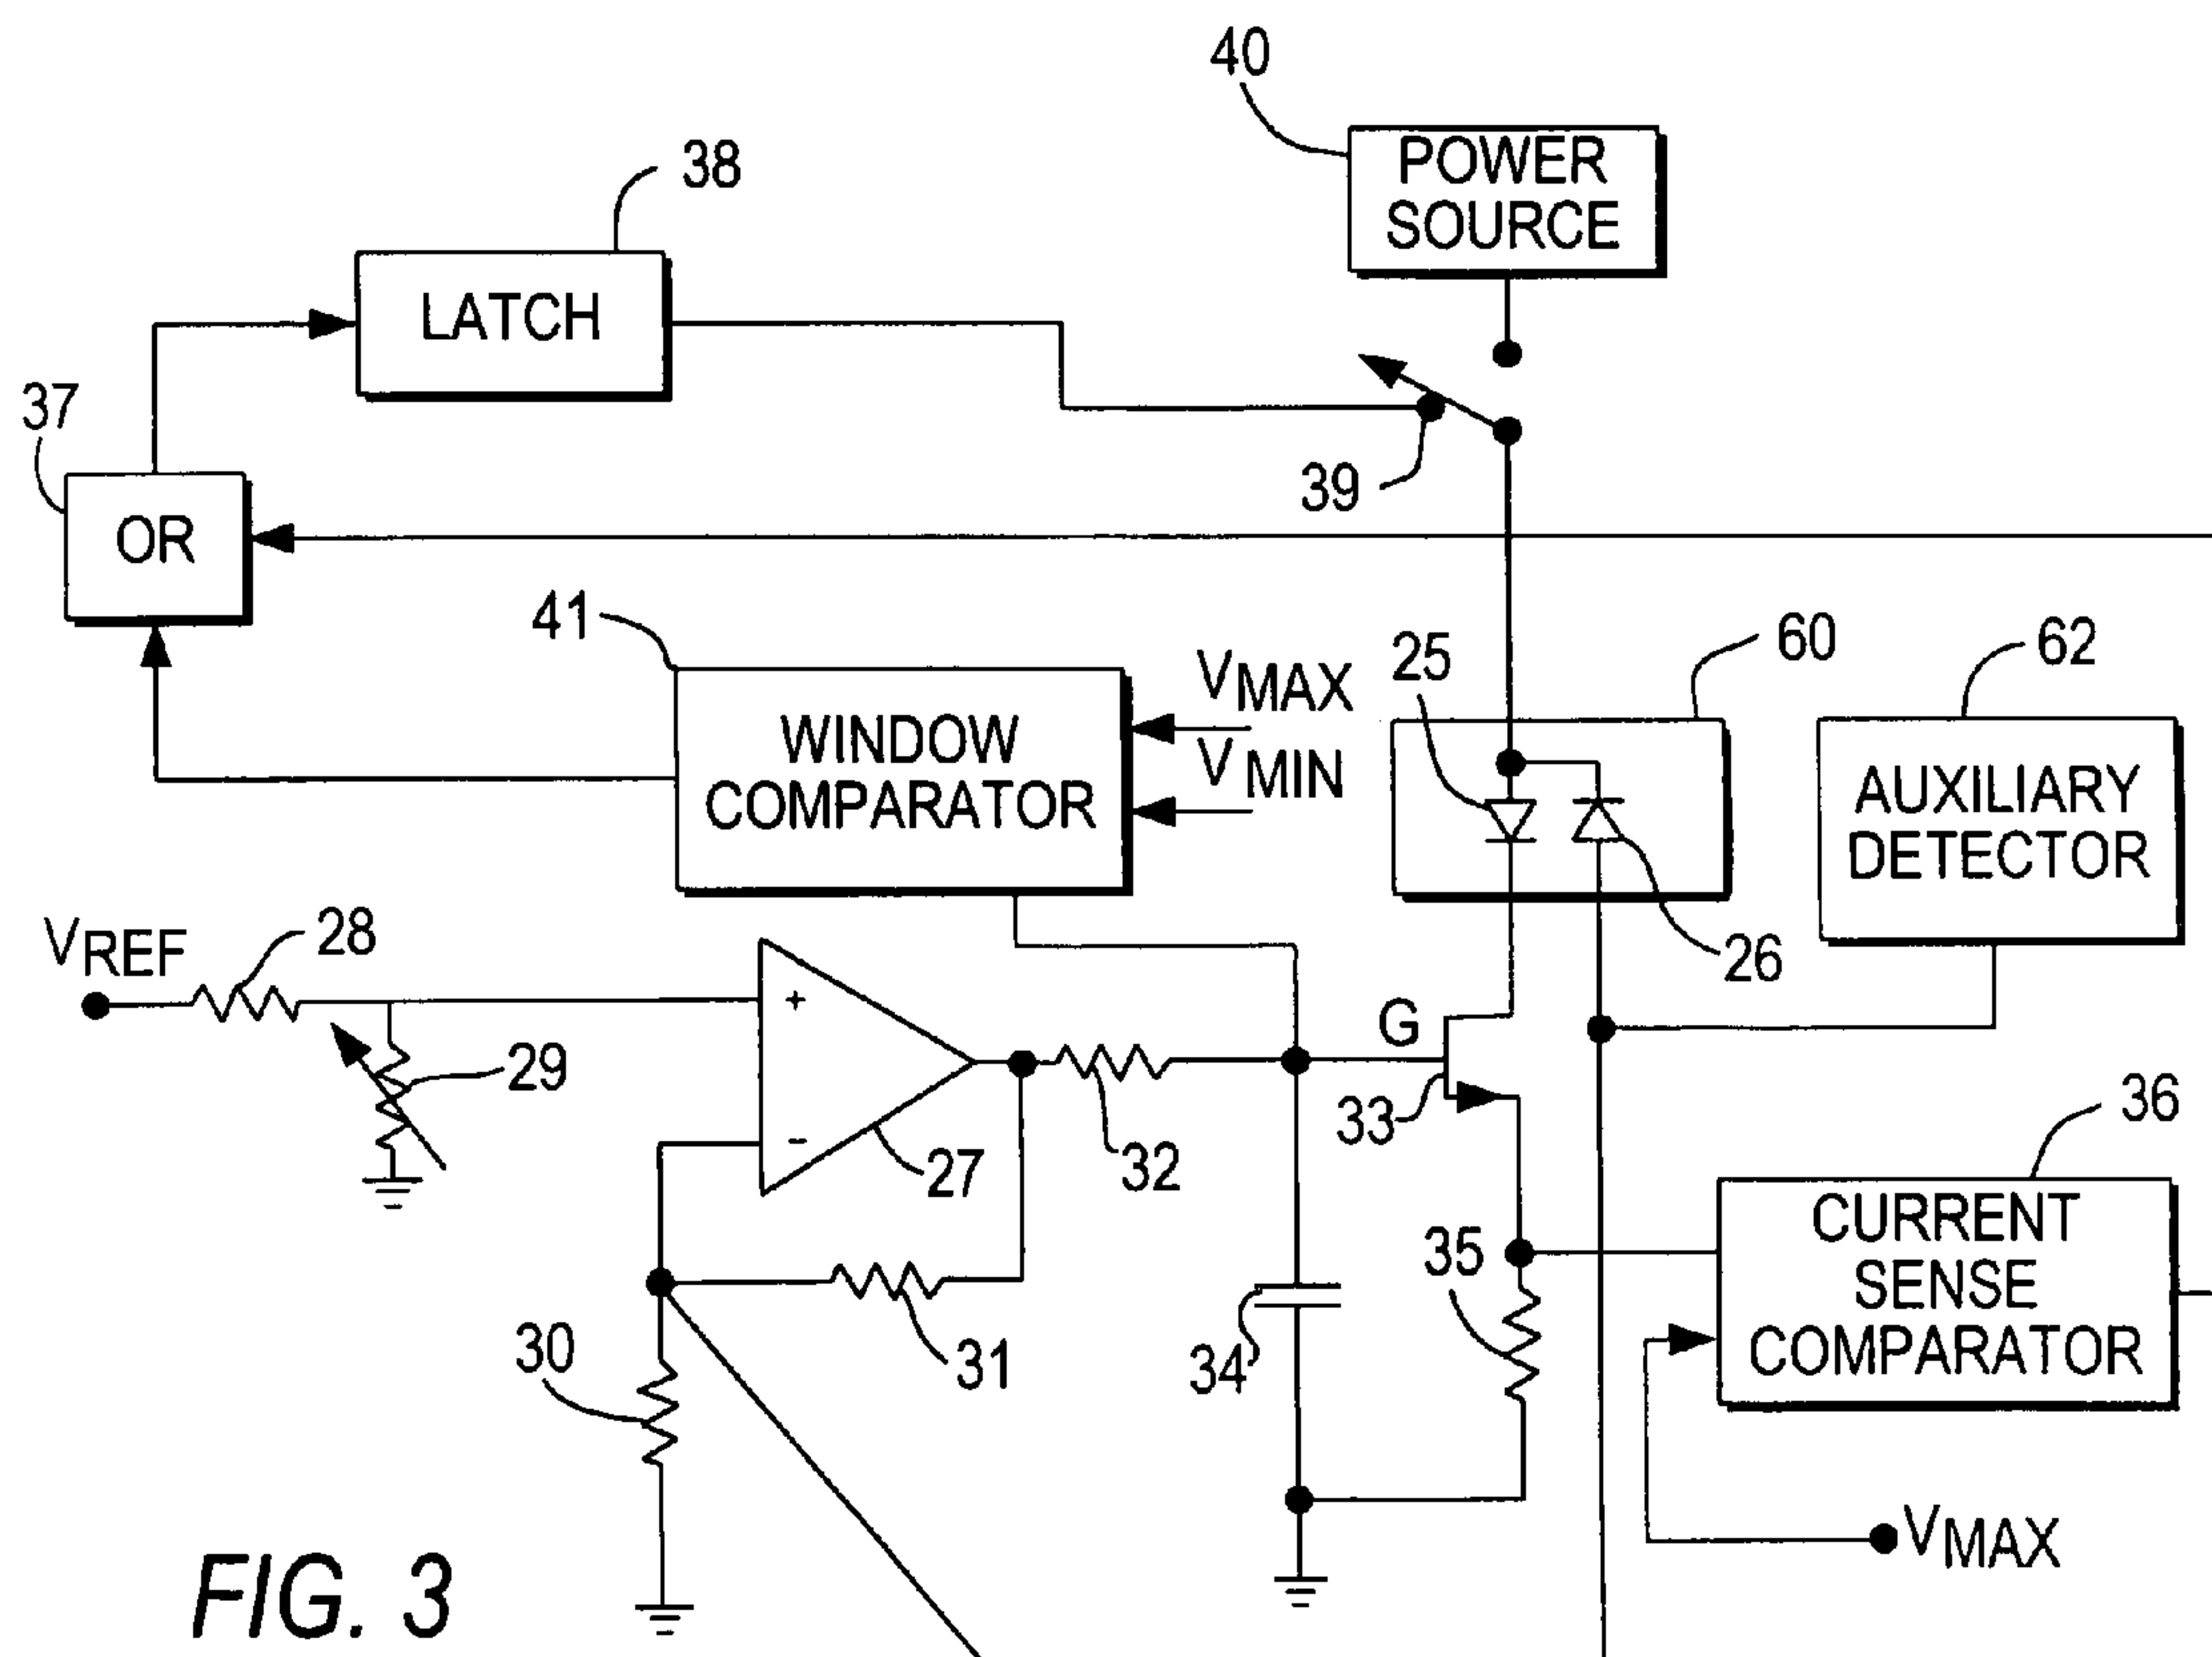 40
POWER
SOURCE
38
LATCH
37
39
OR
41
VMAX
25
60
62
WINDOW
COMPARATOR
VMIN
AUXILIARY
DETECTOR
VREF
28
26
+
G
29
33
36
32
-
27
CURRENT
SENSE
COMPARATOR
35
30
31
34
VMAX
FIG. 3